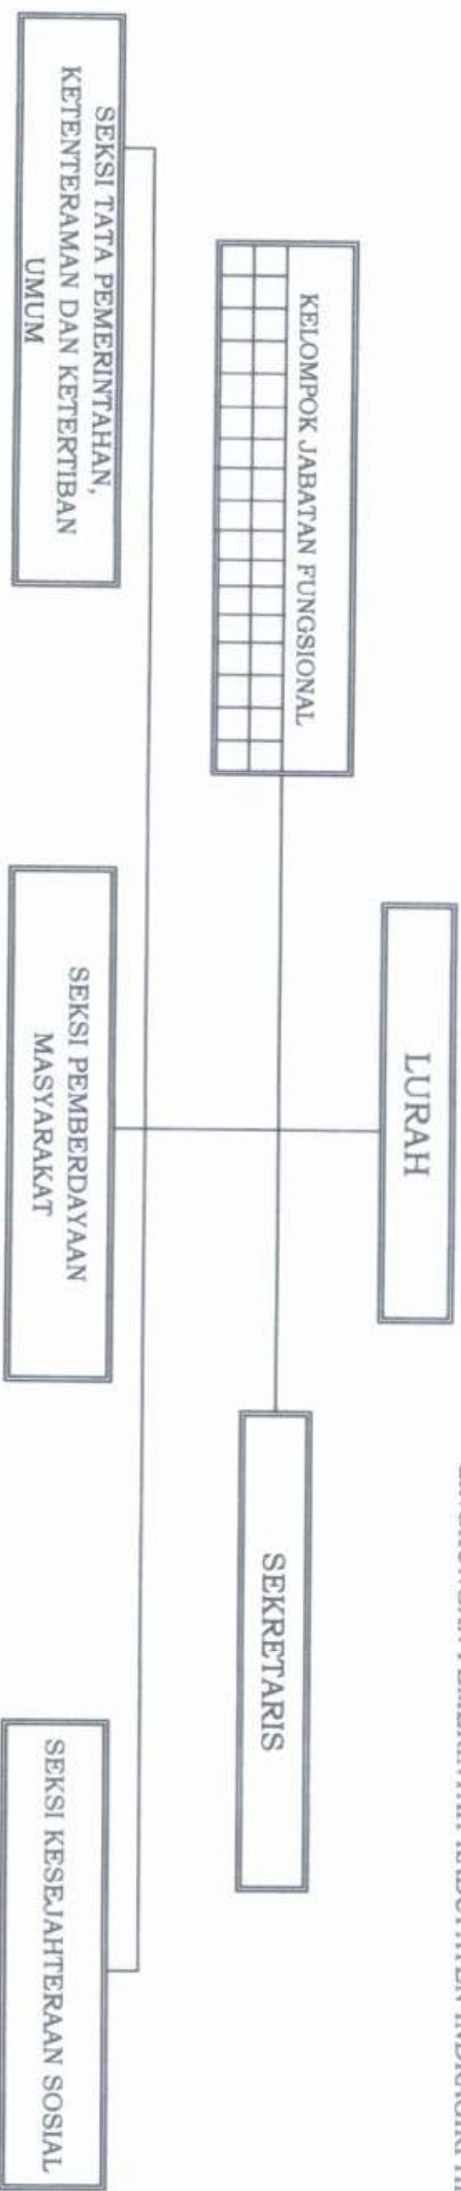 LURAH
KELOMPOK JABATAN FUNGSIONAL
SEKRETARIS
SEKSI TATA PEMERINTAHAN,
KETENTERAMAN DAN KETERTIBAN
UMUM
SEKSI PEMBERDAYAAN
MASYARAKAT
SEKSI KESEJAHTERAAN SOSIAL